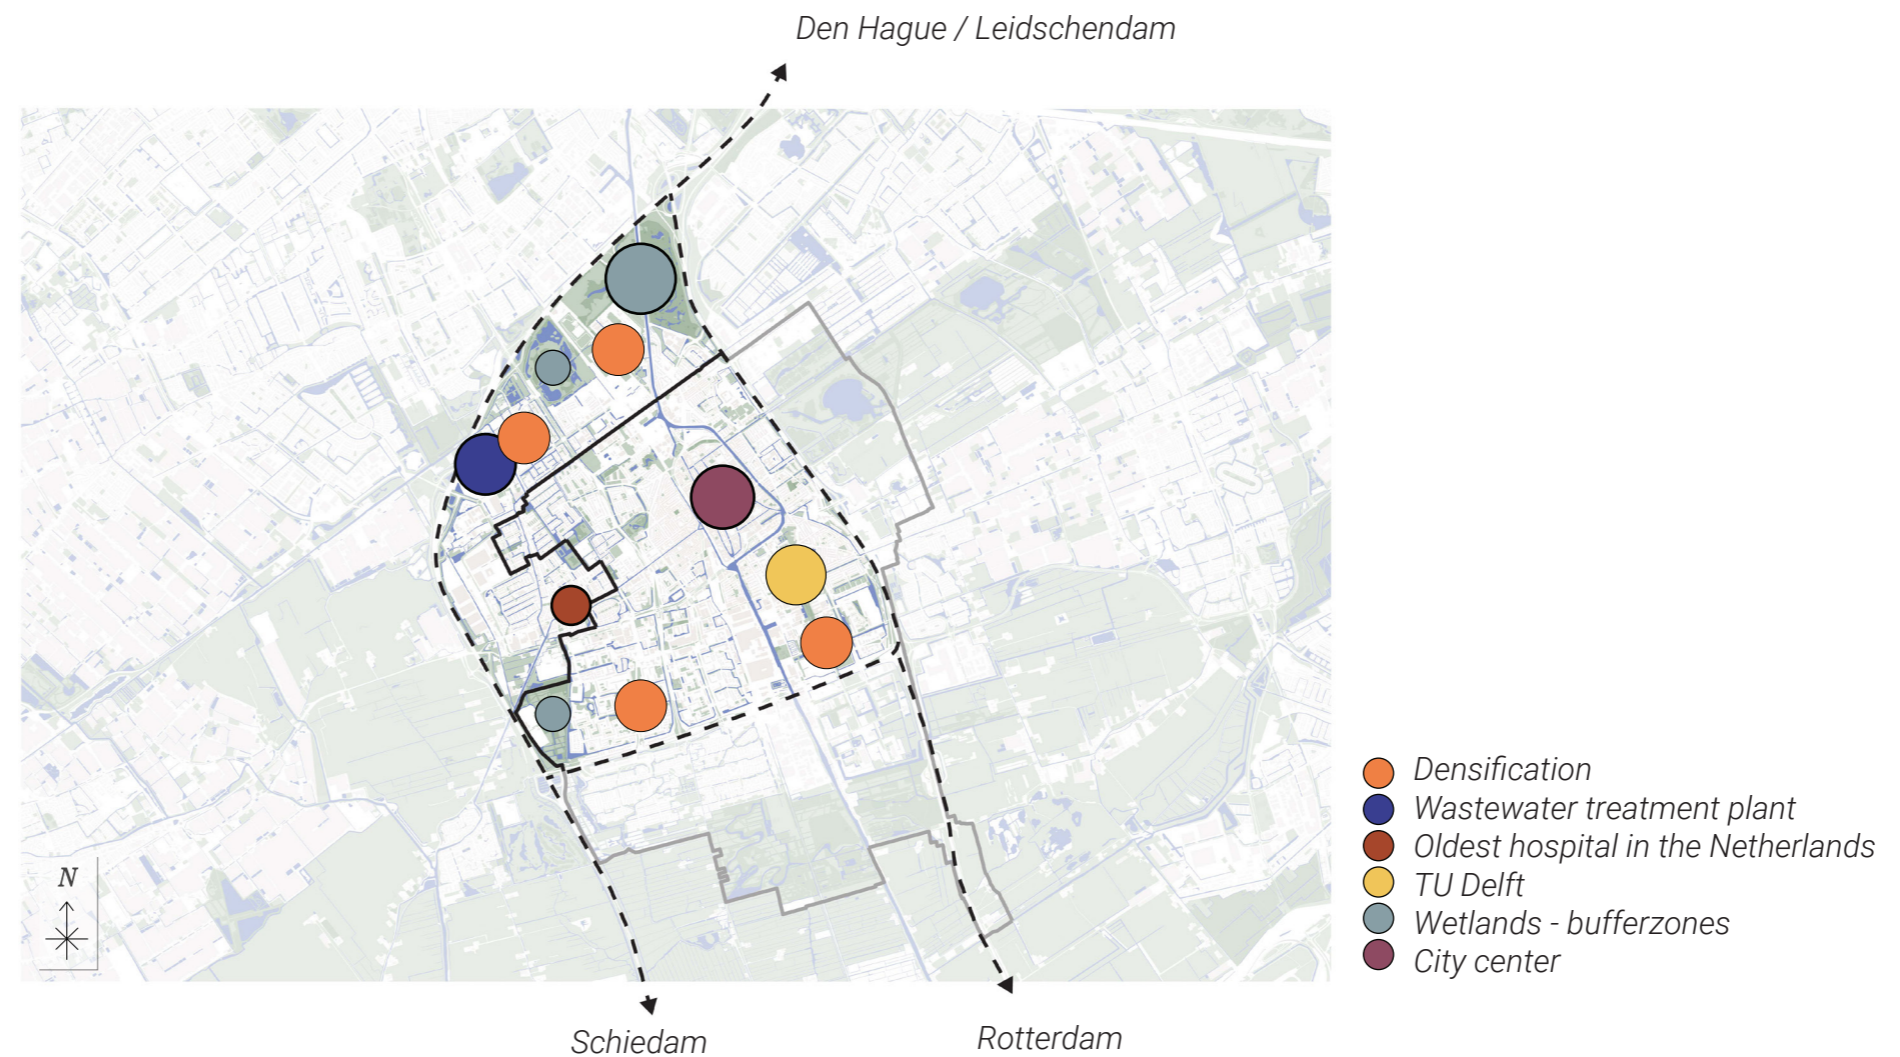 Den Hague / Leidschendam
N
Densification
Wastewater treatment plant
Oldest hospital in the Netherlands
TU Delft
Wetlands - bufferzones
City center
Schiedam
Rotterdam